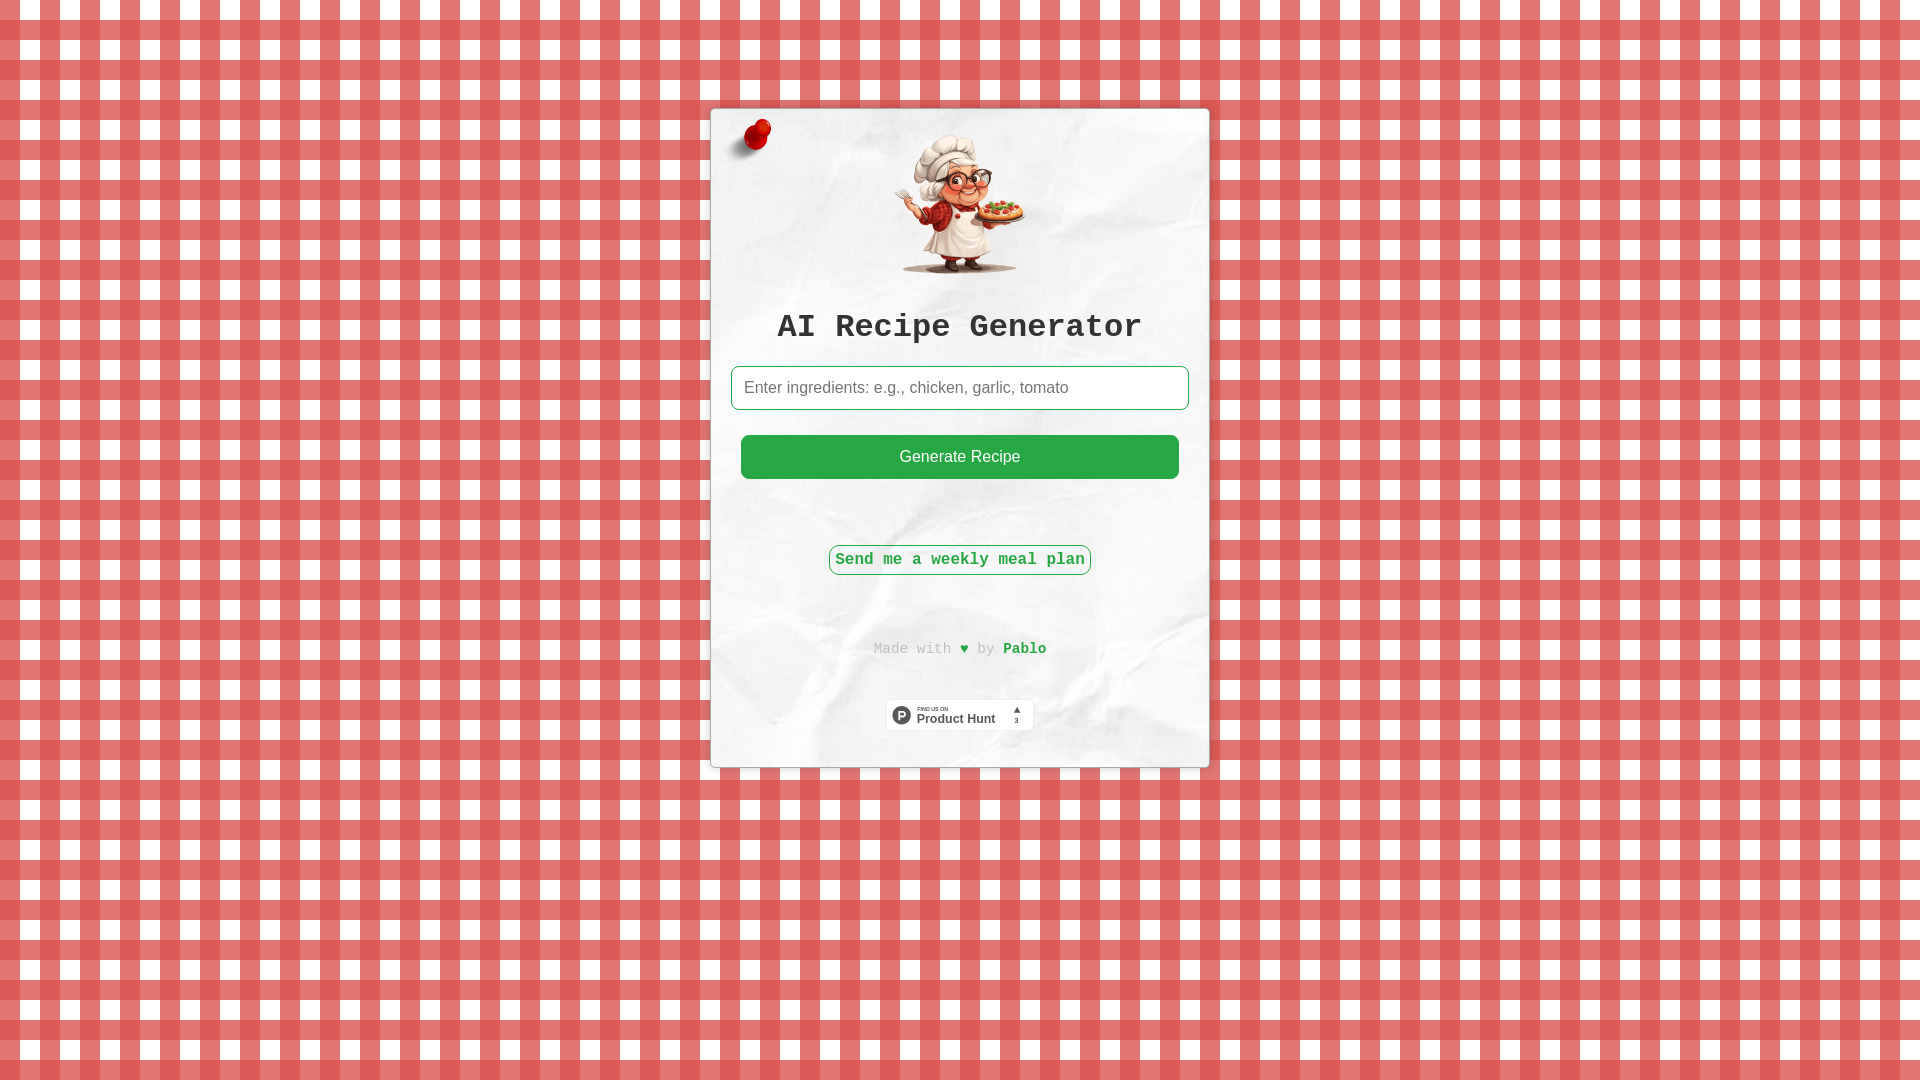 AI Recipe Generator
Enter ingredients: e.g., chicken, garlic, tomato
Generate Recipe
Send me a weekly meal plan
Made with ♥ by Pablo
P
FIND US ON
Product Hunt
▲
3